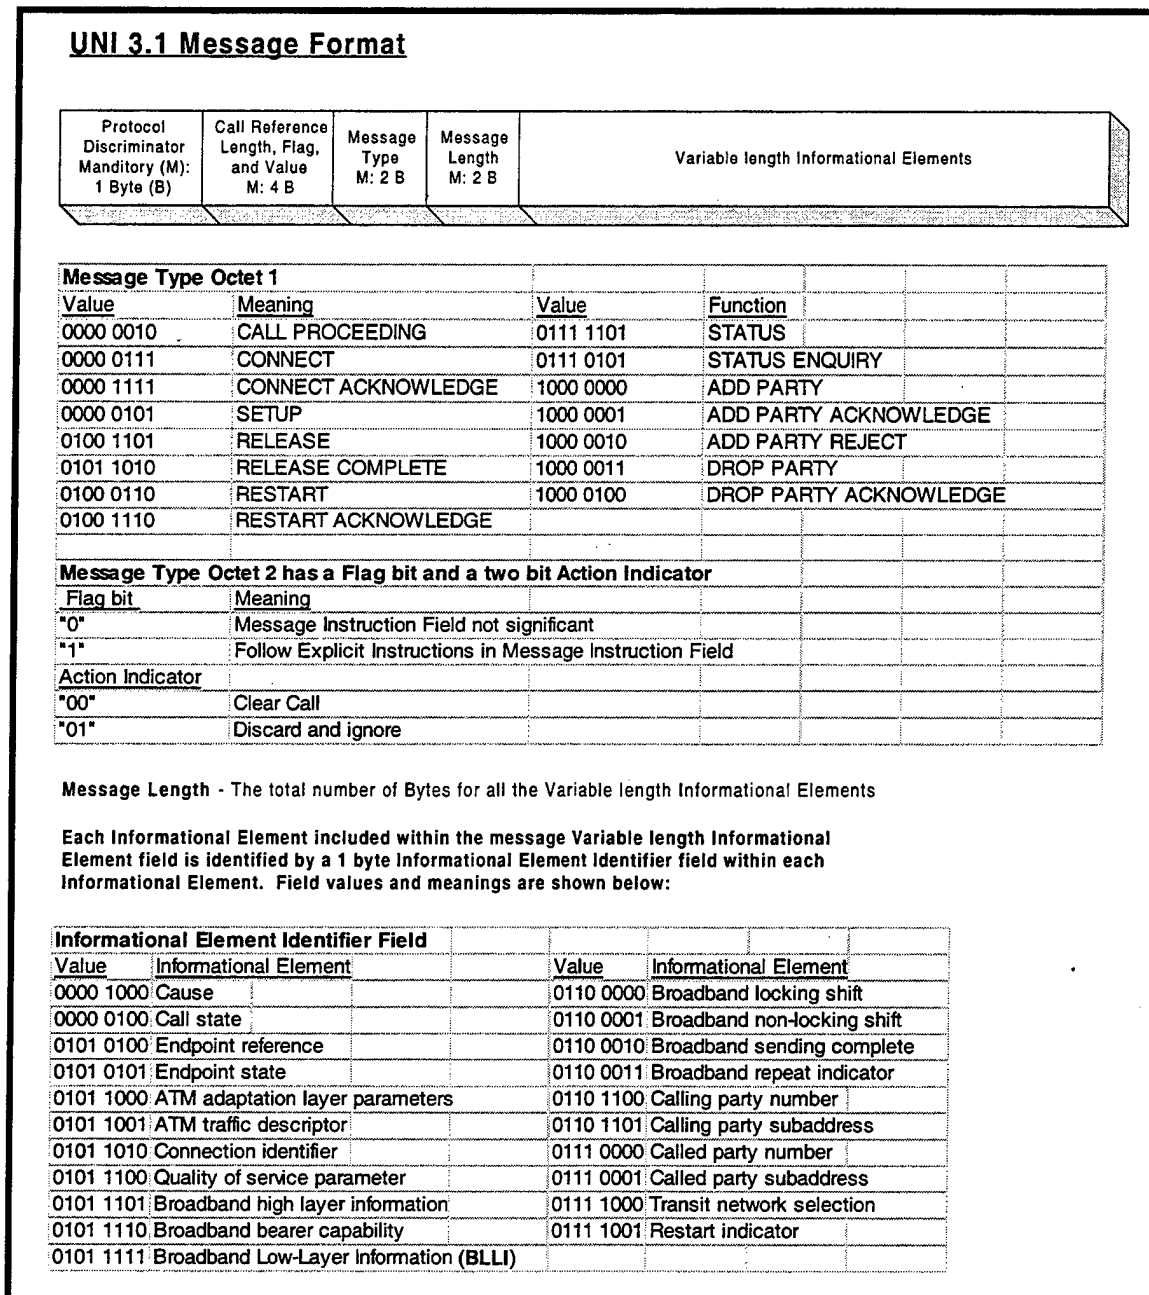 UNI 3.1 Message Format
Protocol Discriminator Manditory (M): 1 Byte (B)
Call Reference Length, Flag, and Value M: 4 B
Message Type M: 2 B
Message Length M: 2 B
Variable length Informational Elements
Message Type Octet 1
Value Meaning Value Function
0000 0010 CALL PROCEEDING 0111 1101 STATUS
0000 0111 CONNECT 0111 0101 STATUS ENQUIRY
0000 1111 CONNECT ACKNOWLEDGE 1000 0000 ADD PARTY
0000 0101 SETUP 1000 0001 ADD PARTY ACKNOWLEDGE
0100 1101 RELEASE 1000 0010 ADD PARTY REJECT
0101 1010 RELEASE COMPLETE 1000 0011 DROP PARTY
0100 0110 RESTART 1000 0100 DROP PARTY ACKNOWLEDGE
0100 1110 RESTART ACKNOWLEDGE
Message Type Octet 2 has a Flag bit and a two bit Action Indicator
Flag bit Meaning
"0" Message Instruction Field not significant
"1" Follow Explicit Instructions in Message Instruction Field
Action Indicator
"00" Clear Call
"01" Discard and ignore
Message Length - The total number of Bytes for all the Variable length Informational Elements
Each Informational Element included within the message Variable length Informational
Element field is identified by a 1 byte Informational Element Identifier field within each
Informational Element. Field values and meanings are shown below:
Informational Element Identifier Field
Value Informational Element Value Informational Element
0000 1000 Cause 0110 0000 Broadband locking shift
0000 0100 Call state 0110 0001 Broadband non-locking shift
0101 0100 Endpoint reference 0110 0010 Broadband sending complete
0101 0101 Endpoint state 0110 0011 Broadband repeat indicator
0101 1000 ATM adaptation layer parameters 0110 1100 Calling party number
0101 1001 ATM traffic descriptor 0110 1101 Calling party subaddress
0101 1010 Connection identifier 0111 0000 Called party number
0101 1100 Quality of service parameter 0111 0001 Called party subaddress
0101 1101 Broadband high layer information 0111 1000 Transit network selection
0101 1110 Broadband bearer capability 0111 1001 Restart indicator
0101 1111 Broadband Low-Layer Information (BLLI)